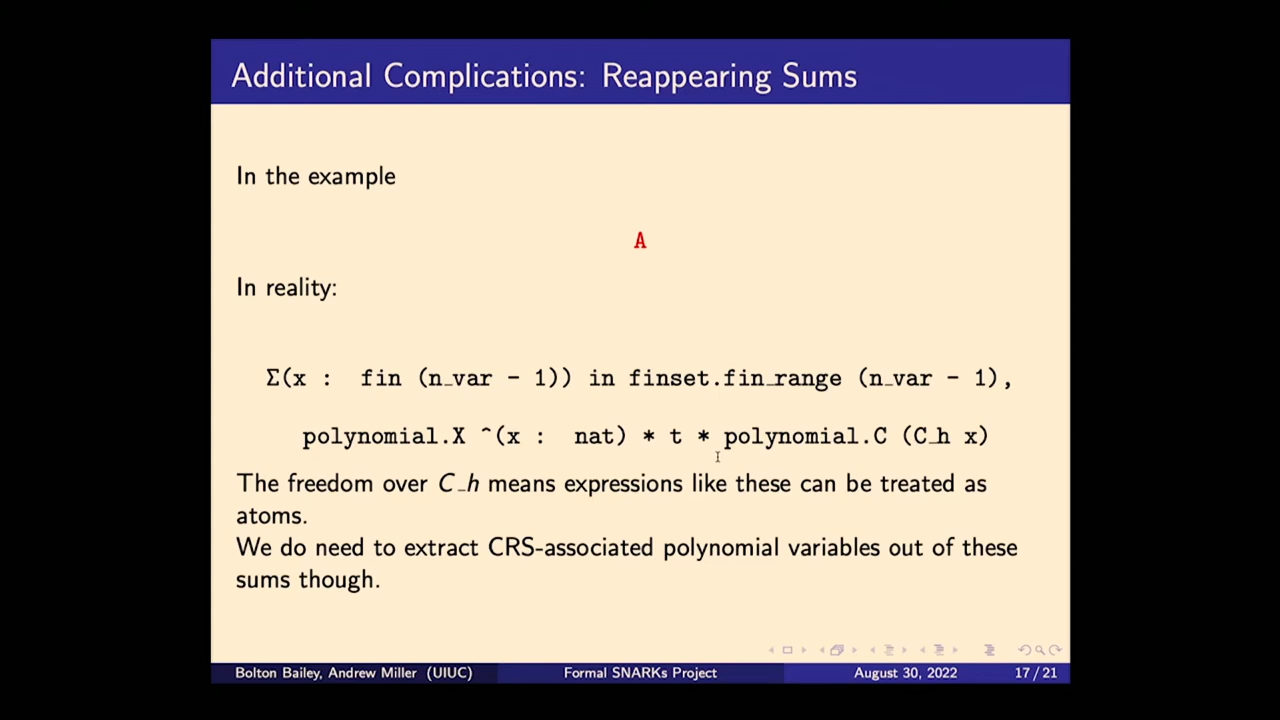 Additional Complications: Reappearing Sums
In the example
A
In reality:
Σ(x : fin (n_var - 1)) in finset.fin_range (n_var - 1),
polynomial.X ^(x : nat) * t * polynomial.C (C_h x)
The freedom over C_h means expressions like these can be treated as
atoms.
We do need to extract CRS-associated polynomial variables out of these
sums though.
Bolton Bailey, Andrew Miller (UIUC) Formal SNARKs Project August 30, 2022 17 / 21